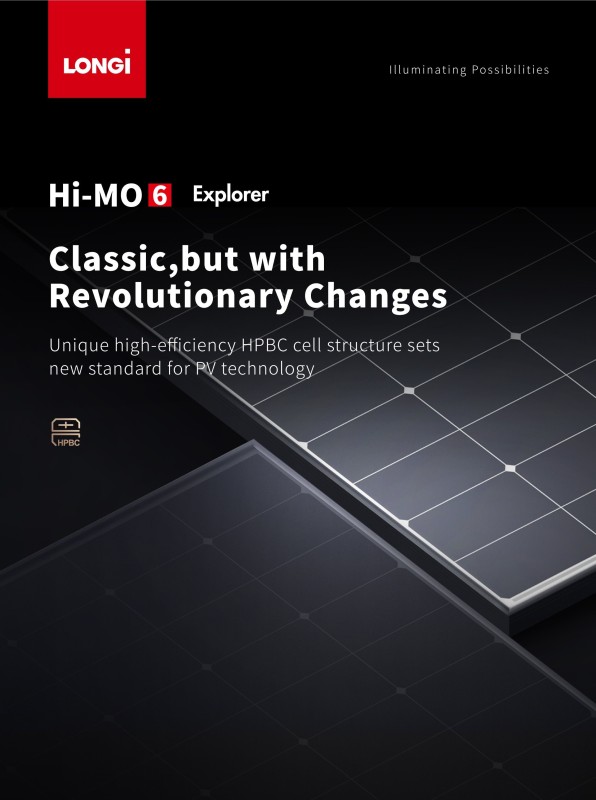 LONGi
Illuminating Possibilities
Hi-MO 6 Explorer
Classic,but with
Revolutionary Changes
Unique high-efficiency HPBC cell structure sets
new standard for PV technology
HPBC